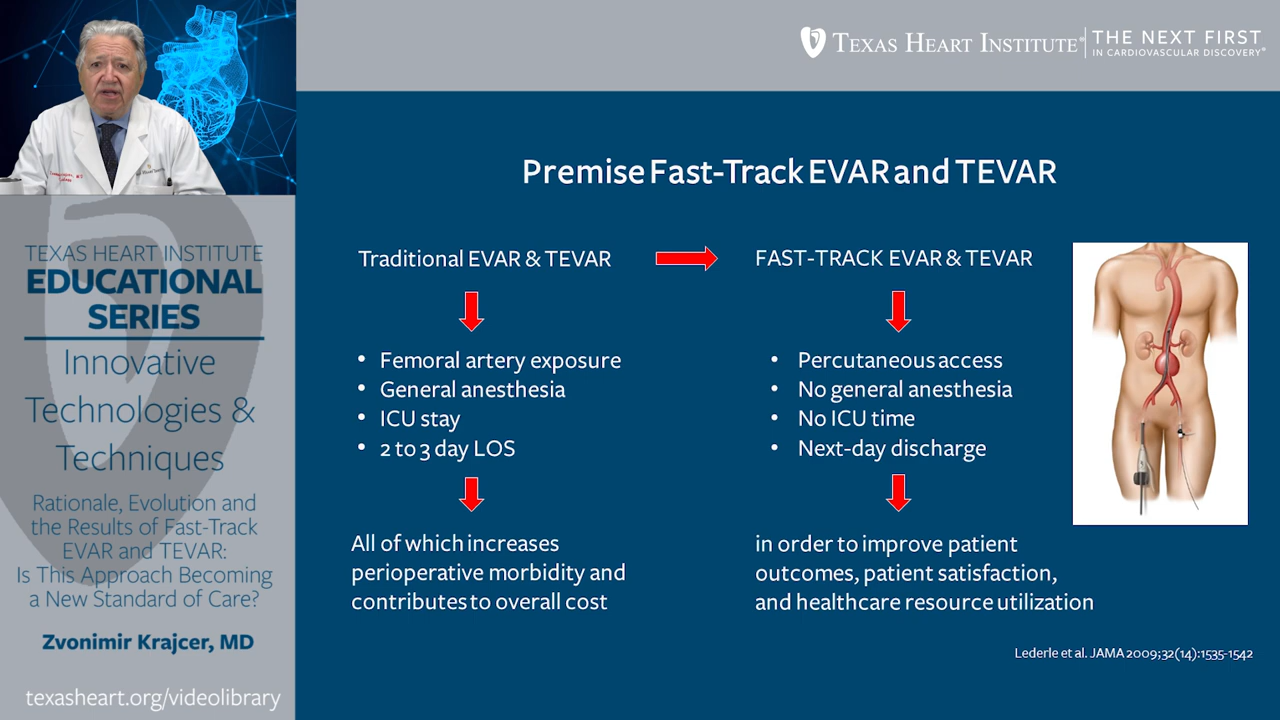 TEXAS HEART INSTITUTE®
THE NEXT FIRST
IN CARDIOVASCULAR DISCOVERY®
TEXAS HEART INSTITUTE
EDUCATIONAL
SERIES
Innovative
Technologies &
Techniques
Rationale, Evolution and
the Results of Fast-Track
EVAR and TEVAR:
Is This Approach Becoming
a New Standard of Care?
Zvonimir Krajcer, MD
texasheart.org/videolibrary
Premise Fast-Track EVAR and TEVAR
Traditional EVAR & TEVAR
• Femoral artery exposure
• General anesthesia
• ICU stay
• 2 to 3 day LOS
All of which increases
perioperative morbidity and
contributes to overall cost
FAST-TRACK EVAR & TEVAR
• Percutaneous access
• No general anesthesia
• No ICU time
• Next-day discharge
in order to improve patient
outcomes, patient satisfaction,
and healthcare resource utilization
Lederle et al. JAMA 2009;32(14):1535-1542